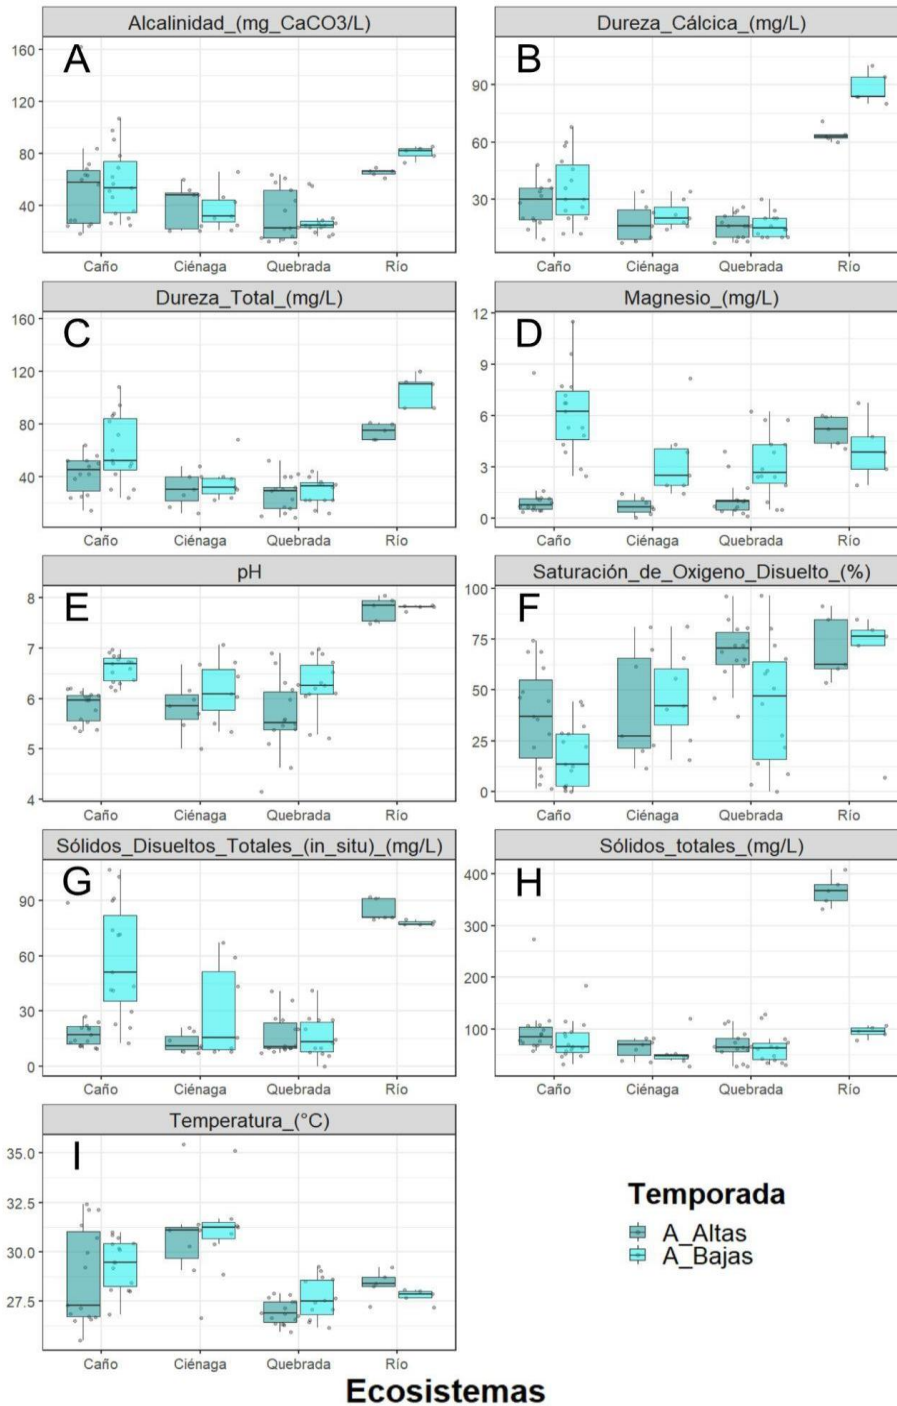 Alcalinidad_(mg_CaCO3/L)
A
160
120
80
40
Caño Ciénaga Quebrada Río
Dureza_Cálcica_(mg/L)
B
90
60
30
Caño Ciénaga Quebrada Río
Dureza_Total_(mg/L)
C
160
120
80
40
Caño Ciénaga Quebrada Río
Magnesio_(mg/L)
D
12
9
6
3
0
Caño Ciénaga Quebrada Río
pH
E
8
7
6
5
4
Caño Ciénaga Quebrada Río
Saturación_de_Oxigeno_Disuelto_(%)
F
100
75
50
25
0
Caño Ciénaga Quebrada Río
Sólidos_Disueltos_Totales_(in_situ)_(mg/L)
G
90
60
30
0
Caño Ciénaga Quebrada Río
Sólidos_totales_(mg/L)
H
400
300
200
100
Caño Ciénaga Quebrada Río
Temperatura_(°C)
I
35.0
32.5
30.0
27.5
Caño Ciénaga Quebrada Río
Temporada
A_Altas
A_Bajas
Ecosistemas